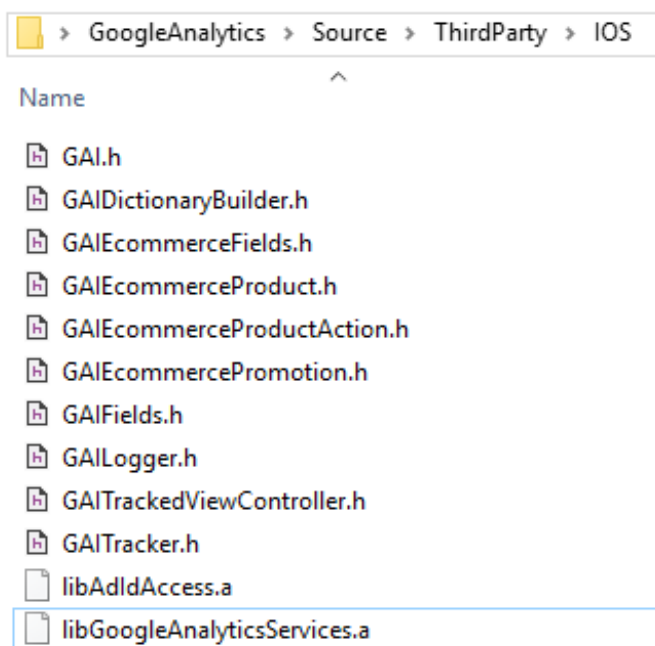 GoogleAnalytics > Source > ThirdParty > IOS
Name
GAI.h
GAIDictionaryBuilder.h
GAIEcommerceFields.h
GAIEcommerceProduct.h
GAIEcommerceProductAction.h
GAIEcommercePromotion.h
GAIFields.h
GAILogger.h
GAITrackedViewController.h
GAITracker.h
libAdIdAccess.a
libGoogleAnalyticsServices.a